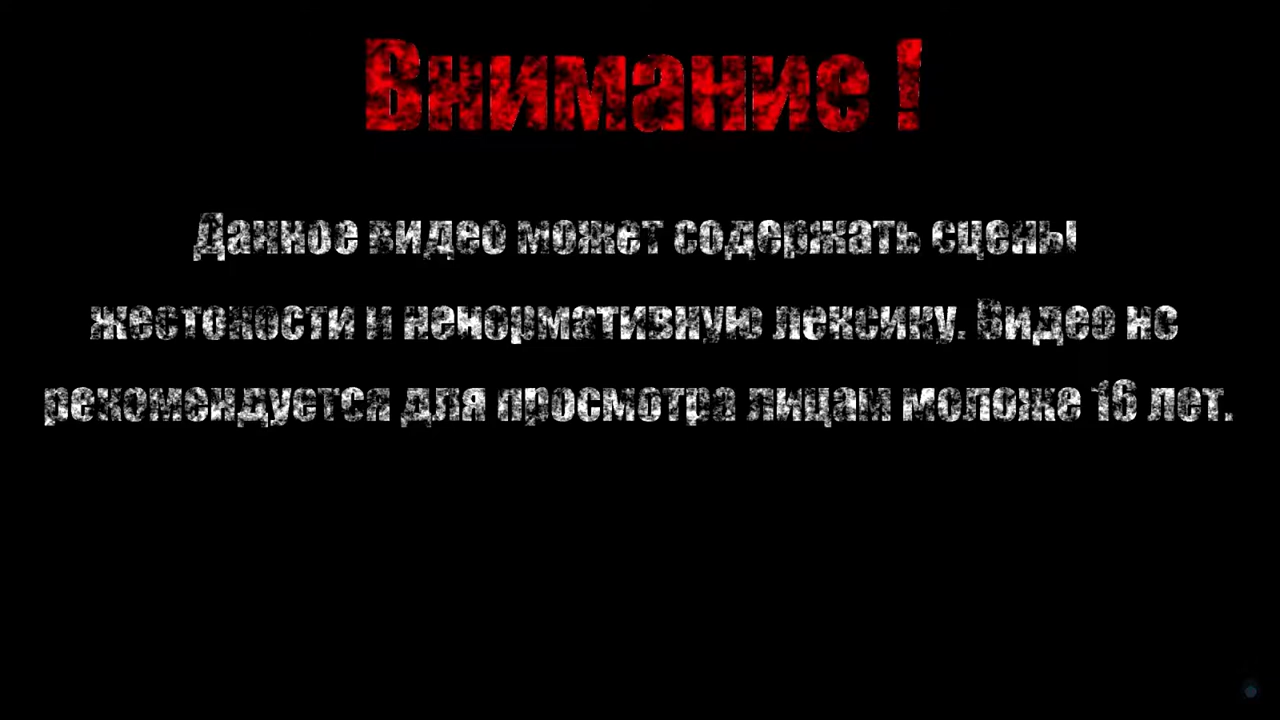 Внимание !
Данное видео может содержать сцены
жестокости и ненормативную лексику. Видео не
рекомендуется для просмотра лицам моложе 16 лет.